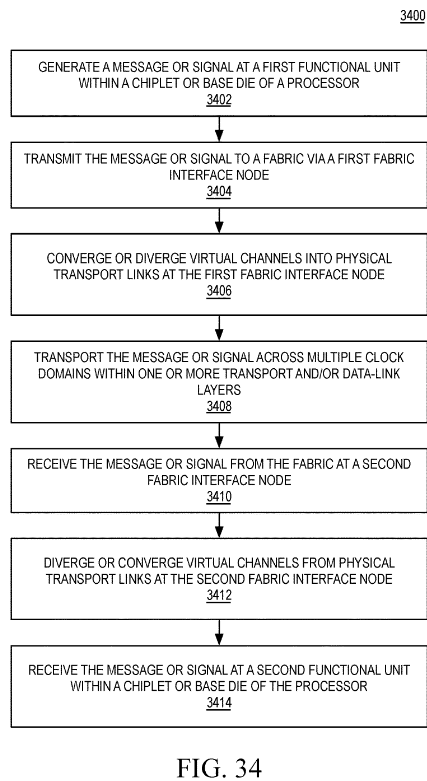 3400
GENERATE A MESSAGE OR SIGNAL AT A FIRST FUNCTIONAL UNIT
WITHIN A CHIPLET OR BASE DIE OF A PROCESSOR
3402
TRANSMIT THE MESSAGE OR SIGNAL TO A FABRIC VIA A FIRST FABRIC
INTERFACE NODE
3404
CONVERGE OR DIVERGE VIRTUAL CHANNELS INTO PHYSICAL
TRANSPORT LINKS AT THE FIRST FABRIC INTERFACE NODE
3406
TRANSPORT THE MESSAGE OR SIGNAL ACROSS MULTIPLE CLOCK
DOMAINS WITHIN ONE OR MORE TRANSPORT AND/OR DATA-LINK
LAYERS
3408
RECEIVE THE MESSAGE OR SIGNAL FROM THE FABRIC AT A SECOND
FABRIC INTERFACE NODE
3410
DIVERGE OR CONVERGE VIRTUAL CHANNELS FROM PHYSICAL
TRANSPORT LINKS AT THE SECOND FABRIC INTERFACE NODE
3412
RECEIVE THE MESSAGE OR SIGNAL AT A SECOND FUNCTIONAL UNIT
WITHIN A CHIPLET OR BASE DIE OF THE PROCESSOR
3414
FIG. 34